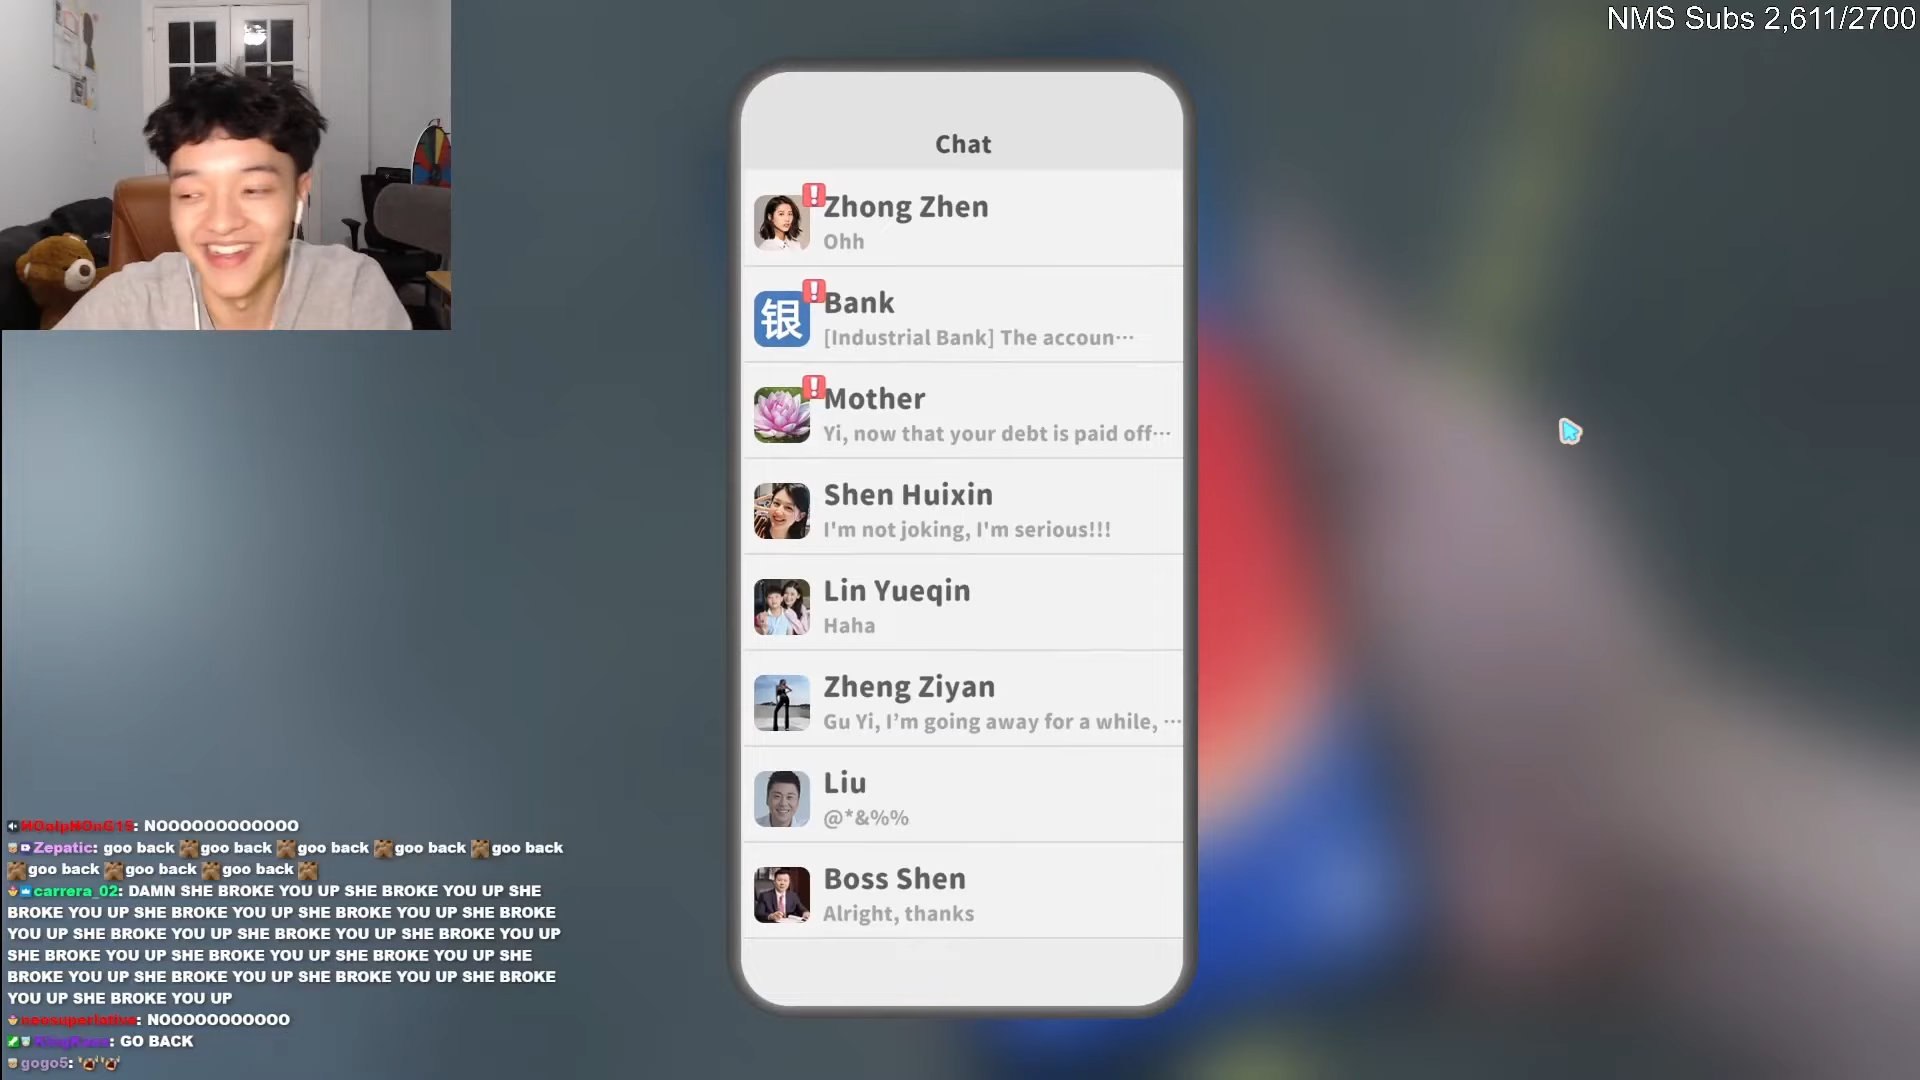 NMS Subs 2,611/2700
Chat
Zhong Zhen
Ohh
银
Bank
[Industrial Bank] The accoun···
Mother
Yi, now that your debt is paid off···
Shen Huixin
I'm not joking, I'm serious!!!
Lin Yueqin
Haha
Zheng Ziyan
Gu Yi, I’m going away for a while, ···
Liu
@*&%%
Boss Shen
Alright, thanks
: NOOOOOOOOOOOO
Zepatic: goo back goo back goo back goo back goo back
goo back goo back goo back
carrera_02: DAMN SHE BROKE YOU UP SHE BROKE YOU UP SHE
BROKE YOU UP SHE BROKE YOU UP SHE BROKE YOU UP SHE BROKE
YOU UP SHE BROKE YOU UP SHE BROKE YOU UP SHE BROKE YOU UP
SHE BROKE YOU UP SHE BROKE YOU UP SHE BROKE YOU UP SHE
BROKE YOU UP SHE BROKE YOU UP SHE BROKE YOU UP SHE BROKE
YOU UP SHE BROKE YOU UP
neosuperlative: NOOOOOOOOOOO
: GO BACK
gogo5: